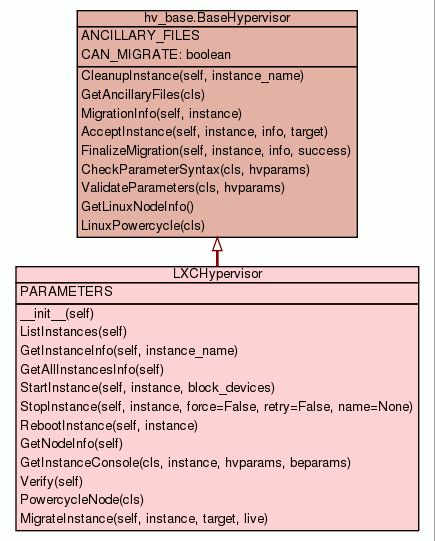 hv_base.BaseHypervisor
ANCILLARY_FILES
CAN_MIGRATE: boolean
CleanupInstance(self, instance_name)
GetAncillaryFiles(cls)
MigrationInfo(self, instance)
AcceptInstance(self, instance, info, target)
FinalizeMigration(self, instance, info, success)
CheckParameterSyntax(cls, hvparams)
ValidateParameters(cls, hvparams)
GetLinuxNodeInfo()
LinuxPowercycle(cls)
LXCHypervisor
PARAMETERS
__init__(self)
ListInstances(self)
GetInstanceInfo(self, instance_name)
GetAllInstancesInfo(self)
StartInstance(self, instance, block_devices)
StopInstance(self, instance, force=False, retry=False, name=None)
RebootInstance(self, instance)
GetNodeInfo(self)
GetInstanceConsole(cls, instance, hvparams, beparams)
Verify(self)
PowercycleNode(cls)
MigrateInstance(self, instance, target, live)